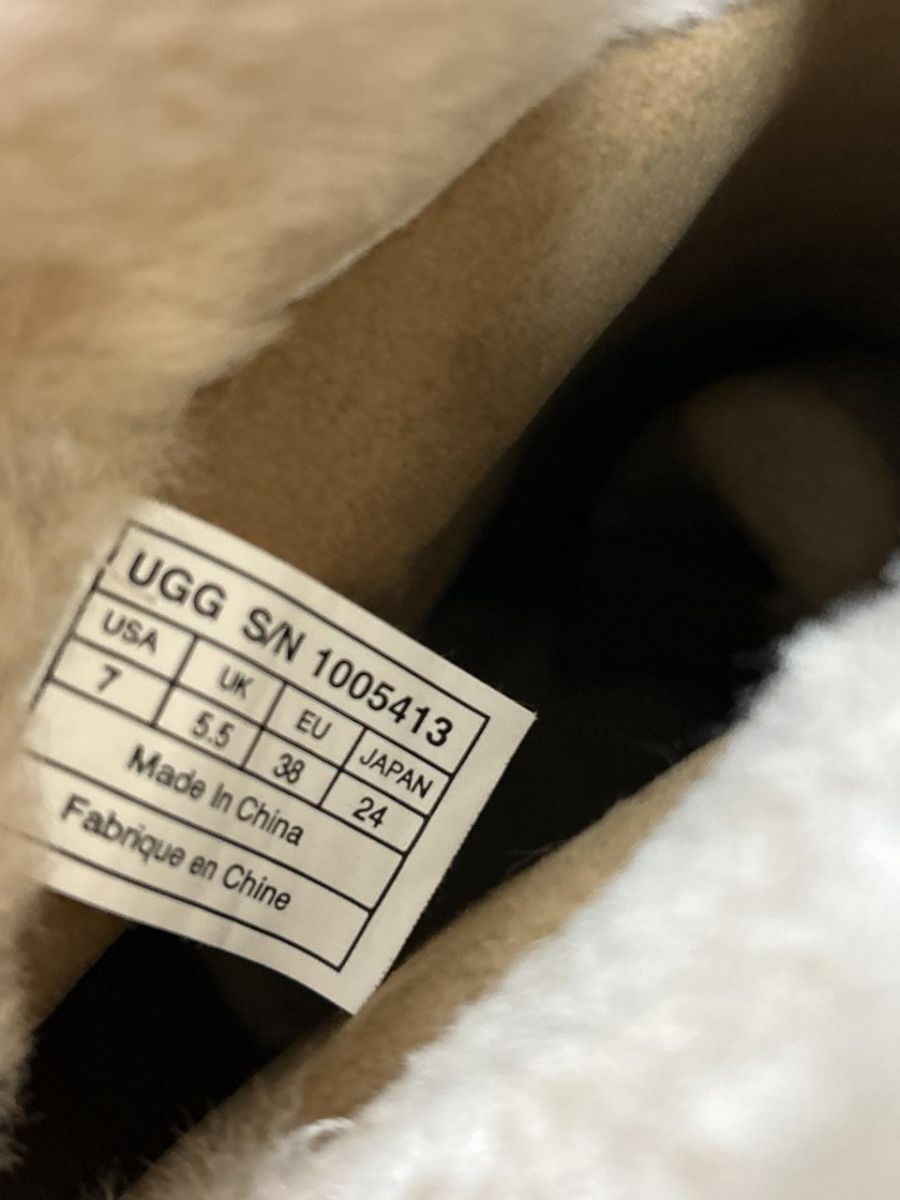 UGG S/N 1005413
USA UK EU JAPAN
7 5.5 38 24
Made In China
Fabrique en Chine